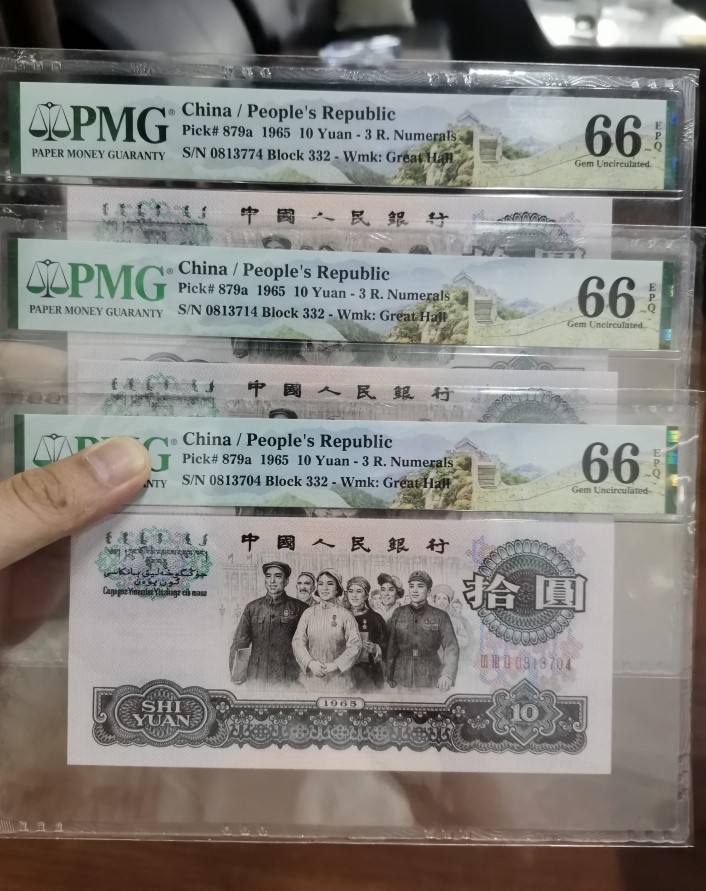 PMG®
PAPER MONEY GUARANTY
China / People's Republic
Pick# 879a 1965 10 Yuan - 3 R. Numerals
S/N 0813774 Block 332 - Wmk: Great Hall
66
EPQ
Gem Uncirculated
中國人民銀行
PMG®
PAPER MONEY GUARANTY
China / People's Republic
Pick# 879a 1965 10 Yuan - 3 R. Numerals
S/N 0813714 Block 332 - Wmk: Great Hall
66
EPQ
Gem Uncirculated
中國人民銀行
PMG®
NTY
China / People's Republic
Pick# 879a 1965 10 Yuan - 3 R. Numerals
S/N 0813704 Block 332 - Wmk: Great Hall
66
EPQ
Gem Uncirculated
中國人民銀行
拾圓
0813704
1965
SHI
YUAN
10